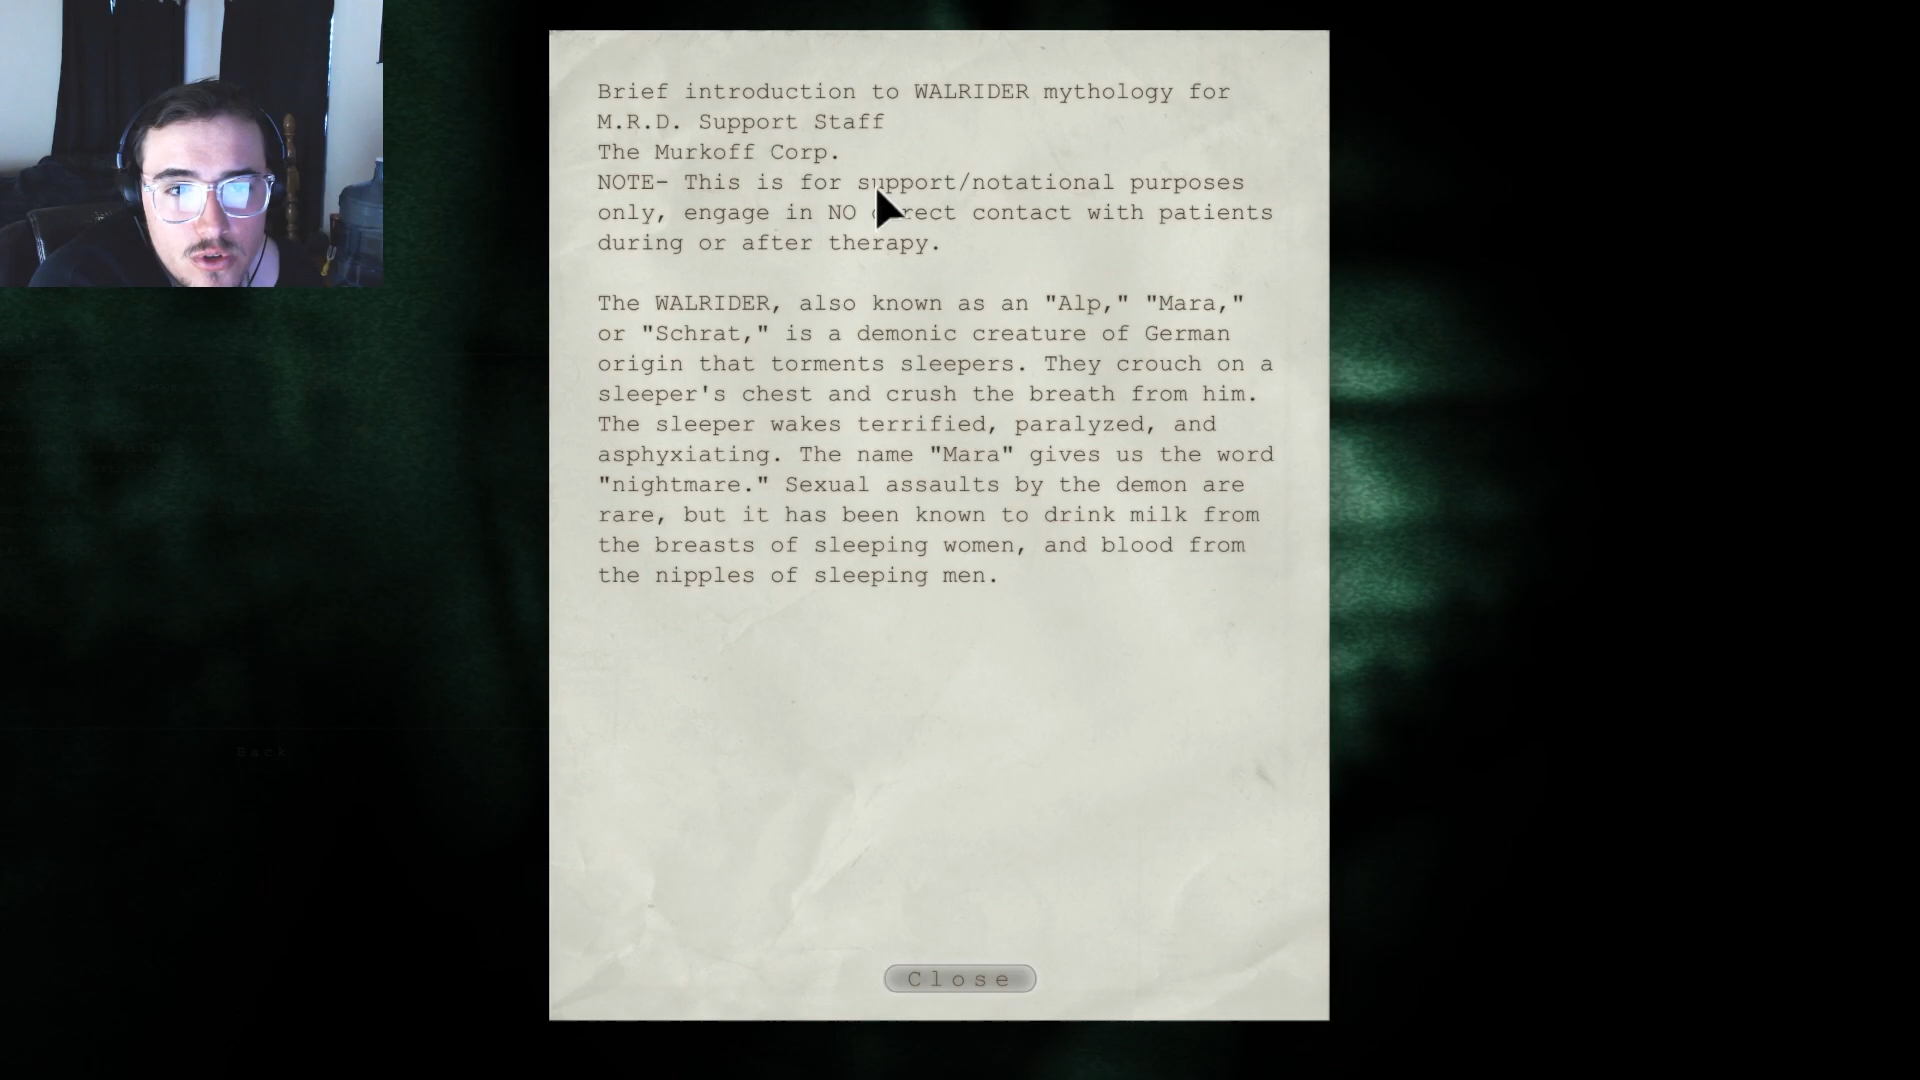 Brief introduction to WALRIDER mythology for
M.R.D. Support Staff
The Murkoff Corp.
NOTE- This is for support/notational purposes
only, engage in NO direct contact with patients
during or after therapy.
The WALRIDER, also known as an "Alp," "Mara,"
or "Schrat," is a demonic creature of German
origin that torments sleepers. They crouch on a
sleeper's chest and crush the breath from him.
The sleeper wakes terrified, paralyzed, and
asphyxiating. The name "Mara" gives us the word
"nightmare." Sexual assaults by the demon are
rare, but it has been known to drink milk from
the breasts of sleeping women, and blood from
the nipples of sleeping men.
Back
Close